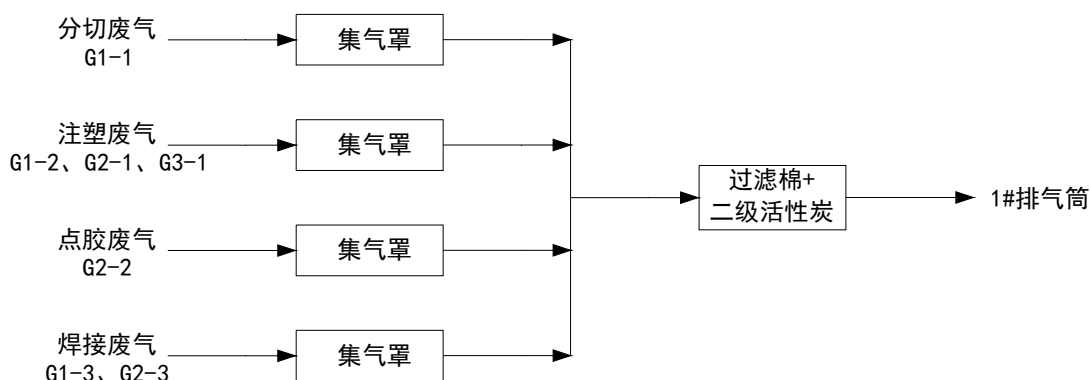 分切废气
G1-1
集气罩
注塑废气
G1-2、G2-1、G3-1
集气罩
过滤棉+
二级活性炭
1#排气筒
点胶废气
G2-2
集气罩
焊接废气
G1-3、G2-3
集气罩